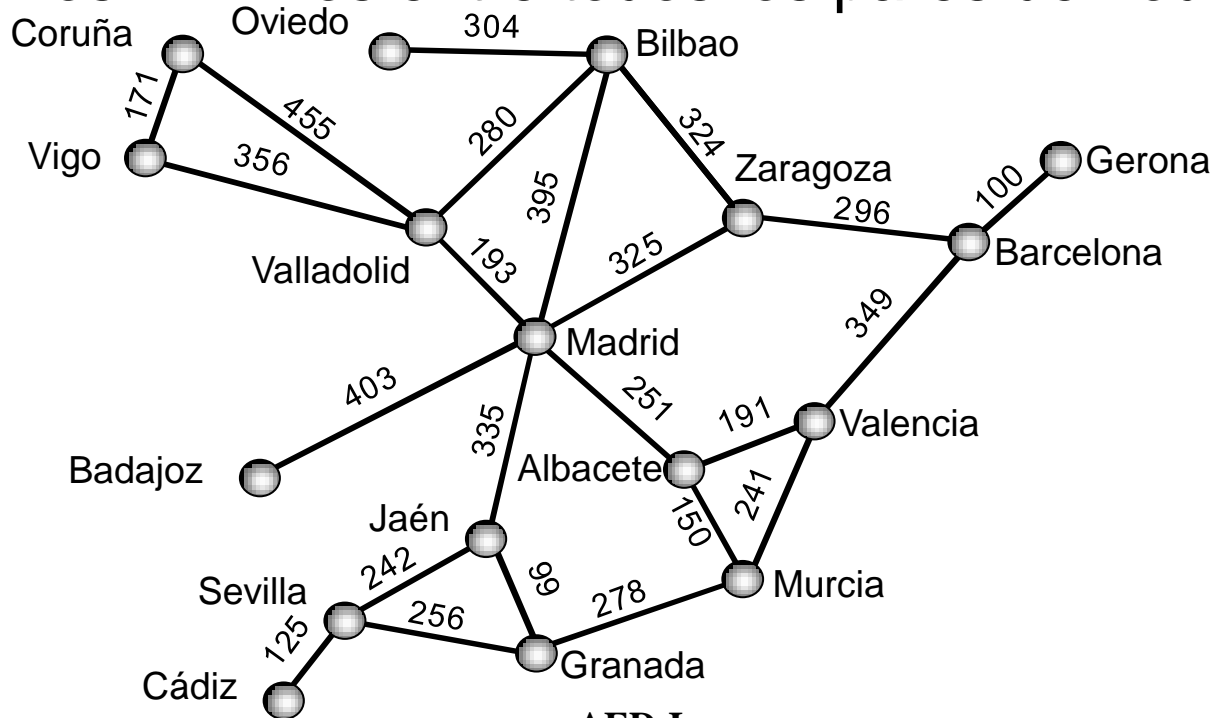 Oviedo
304
Bilbao
Coruña
171
455
280
324
Vigo
356
395
Zaragoza
Gerona
100
296
Barcelona
Valladolid
193
325
349
Madrid
403
251
191
Valencia
335
Badajoz
Albacete
241
150
Jaén
242
99
278
Murcia
Sevilla
256
125
Granada
Cádiz